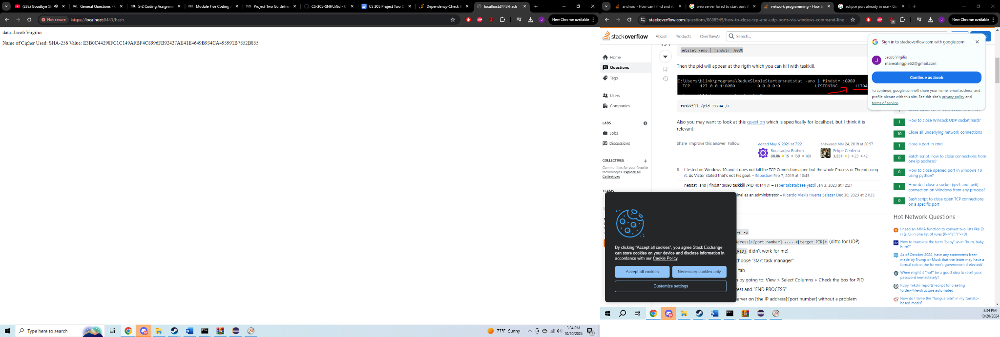 (282) Goodbye St
General Questions - C
5-2 Coding Assignme
Module Five Coding A
Project Two Guideline
CS-305-SNHU/Ed - C
CS 305 Project Two C
Dependency-Check R
localhost:8443/hash
Not secure
https://localhost:8443/hash
New Chrome available
data: Jacob Virgilio
Name of Cipher Used: SHA-256 Value: E3B0C44298FC1C149AFBF4C8996FB92427AE41E4649B934CA495991B7852B855
Type here to search
77°F Sunny
3:34 PM
10/20/2024
android - How can I find and ru
web server failed to start port 8
network programming - How to
eclipse port already in use - Go
stackoverflow.com/questions/8688949/how-to-close-tcp-and-udp-ports-via-windows-command-line
New Chrome available
stackoverflow
About
Products
OverflowAI
Search...
Home
Questions
Tags
Users
Companies
LABS
Jobs
Discussions
COLLECTIVES
Communities for your favorite
technologies. Explore all
Collectives
TEAMS
netstat -ano | findstr :8080
Then the pid will appear at the rigth which you can kill with taskkill.
C:\Users\blink\programs\ReduxSimpleStarter>netstat -ano | findstr :8080
TCP 127.0.0.1:8080 0.0.0.0:0 LISTENING 11704
taskkill /pid 11704 /F
Also you may want to look at this question which is specifically for localhost, but I think it is
relevant:
Share Improve this answer Follow
edited May 6, 2021 at 7:22
Boussadjra Brahim
88.8k 19 159 180
answered Mar 24, 2018 at 20:57
Felipe Centeno
3,551 3 23 42
8 I tested on Windows 10 and it does not kill the TCP Connection alone but the whole Process or Thread using
it. As Victor stated that's not his goal. – Sebastian Feb 7, 2019 at 10:45
netstat -ano | findstr :8090 taskkill /PID 40144 /F – saber tabatabaee yazdi Jan 3, 2023 at 12:27
inal as an administrator – Ricardo Alexis Huerta Salazar Dec 30, 2023 at 21:35
-n -o
ddress]:[port number] .... #[target_PID]# (ditto for UDP)
_PID] didn't work for me)
choose "start task manager"
tab
n by going to: View > Select Columns > Check the box for PID
rest and "END PROCESS"
erver on [the IP address]:[port number] without a problem
By clicking "Accept all cookies", you agree Stack Exchange
can store cookies on your device and disclose information in
accordance with our Cookie Policy.
Accept all cookies
Necessary cookies only
Customize settings
Sign in to stackoverflow.com with google.com
J
Jacob Virgilio
maneatingpie52@gmail.com
Continue as Jacob
To continue, google.com will share your name, email address, and
profile picture with this site. See this site's privacy policy and
terms of service.
1 How to close Winsock UDP socket hard?
10 Close all underlying network connections
1 close a port in cmd
0 Batch script. how to close connections from
one ip address?
0 How to close opened port in windows 10
using python?
1 How do I close a socket (ipv4 and ipv6)
connection on Windows from any process?
0 Bash script to close open TCP connections
on a specific port
Hot Network Questions
I need an MMA function to convert two lists like {0,
r} {s, 0} in one list of rules {0->"s","r"->0}
How to translate the term "baby" as in "burn, baby,
burn?"
As of October 2024, have any statements been
made by Trump or Musk that the latter may have a
formal role in the former's government if elected?
When might it *not* be a good idea to reset your
password immediately?
Ruby 'mkdir_reports'-script for creating
folder-/file-structure automated
How do I tame the "tongue bite" in my tomato-
based meals?
3:34 PM
10/20/2024